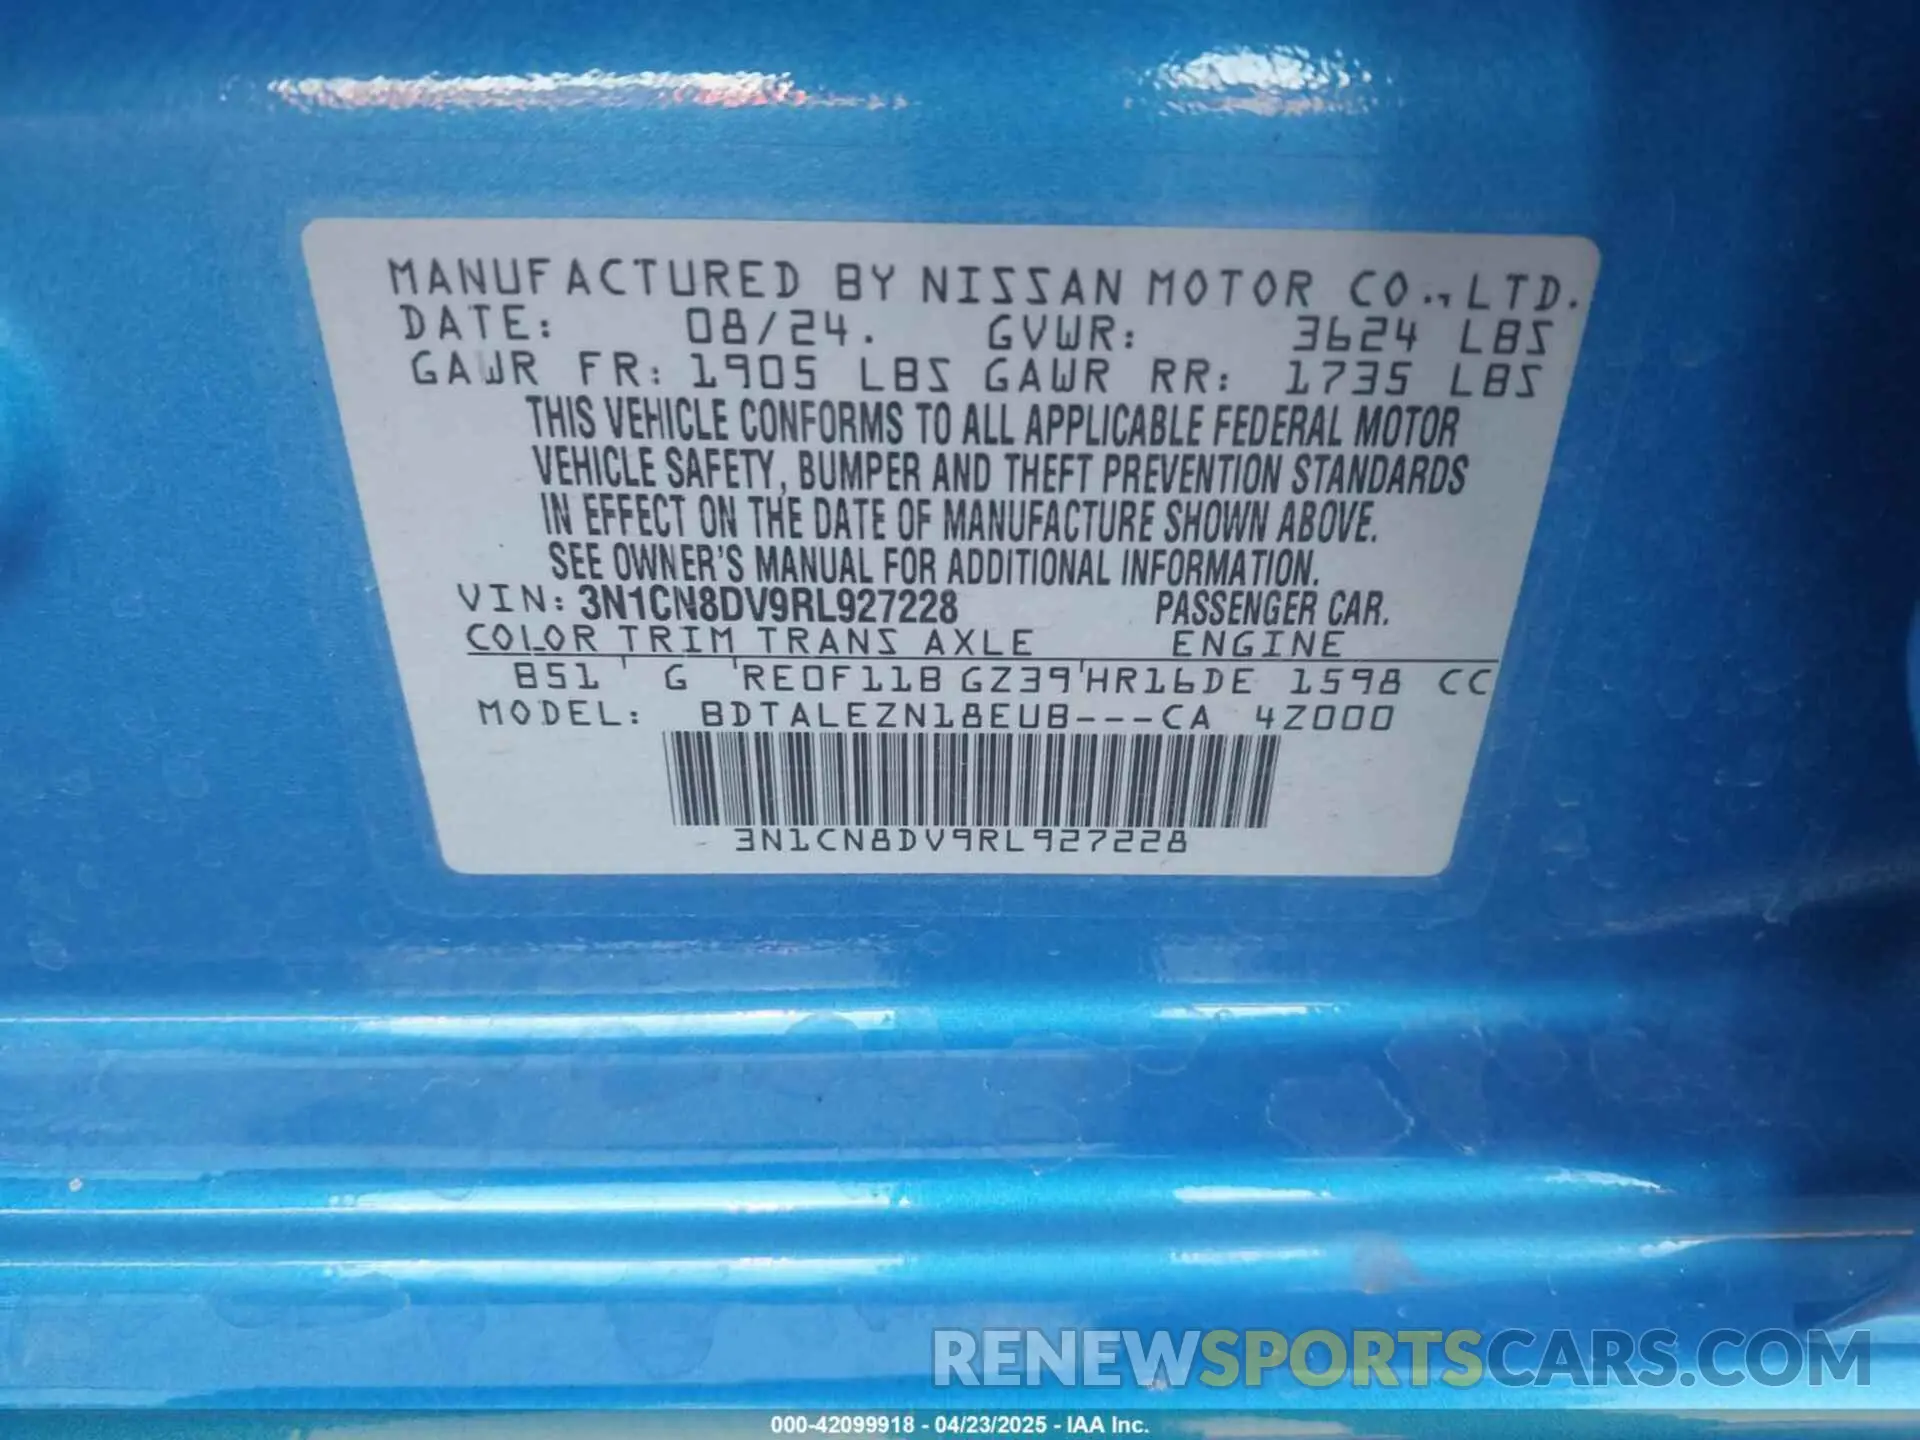 MANUFACTURED BY NISSAN MOTOR CO.,LTD.
DATE: 08/24. GVWR: 3624 LBS
GAWR FR: 1905 LBS GAWR RR: 1735 LBS
THIS VEHICLE CONFORMS TO ALL APPLICABLE FEDERAL MOTOR
VEHICLE SAFETY, BUMPER AND THEFT PREVENTION STANDARDS
IN EFFECT ON THE DATE OF MANUFACTURE SHOWN ABOVE.
SEE OWNER'S MANUAL FOR ADDITIONAL INFORMATION.
VIN: 3N1CN8DV9RL927228 PASSENGER CAR.
COLOR TRIM TRANS AXLE ENGINE
B51 ' G 'RE0F11B GZ39'HR16DE 1598 CC
MODEL: BDTALEZN18EUB---CA 4Z000
3N1CN8DV9RL927228
RENEWSPORTSCARS.COM
000-42099918 - 04/23/2025 - IAA Inc.